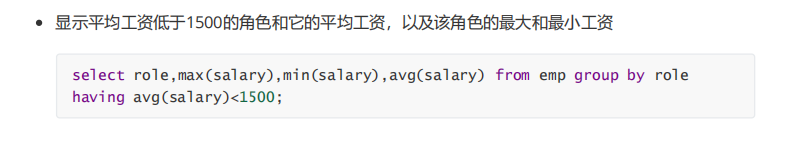 显示平均工资低于1500的角色和它的平均工资，以及该角色的最大和最小工资
select role,max(salary),min(salary),avg(salary) from emp group by role
having avg(salary)<1500;